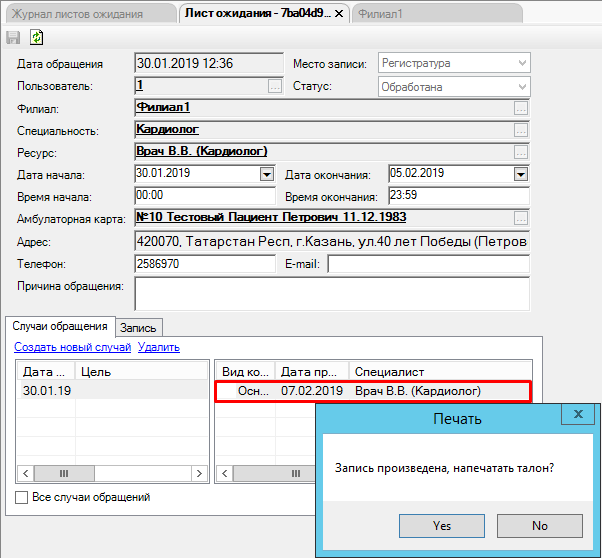 Журнал листов ожидания Лист ожидания - 7ba04d9... Филиал1
Дата обращения 30.01.2019 12:36 Место записи: Регистратура
Пользователь: 1 ... Статус: Обработана
Филиал: Филиал1 ...
Специальность: Кардиолог ...
Ресурс: Врач В.В. (Кардиолог) ...
Дата начала: 30.01.2019 Дата окончания: 05.02.2019
Время начала: 00:00 Время окончания: 23:59
Амбулаторная карта: №10 Тестовый Пациент Петрович 11.12.1983 ...
Адрес: 420070, Татарстан Респ, г.Казань, ул.40 лет Победы (Петров
Телефон: 2586970 E-mail:
Причина обращения:
Случаи обращения Запись
Создать новый случай Удалить
Дата ... Цель Вид ко... Дата пр... Специалист
30.01.19 Осн... 07.02.2019 Врач В.В. (Кардиолог)
Печать
Запись произведена, напечатать талон?
Все случаи обращений
Yes No